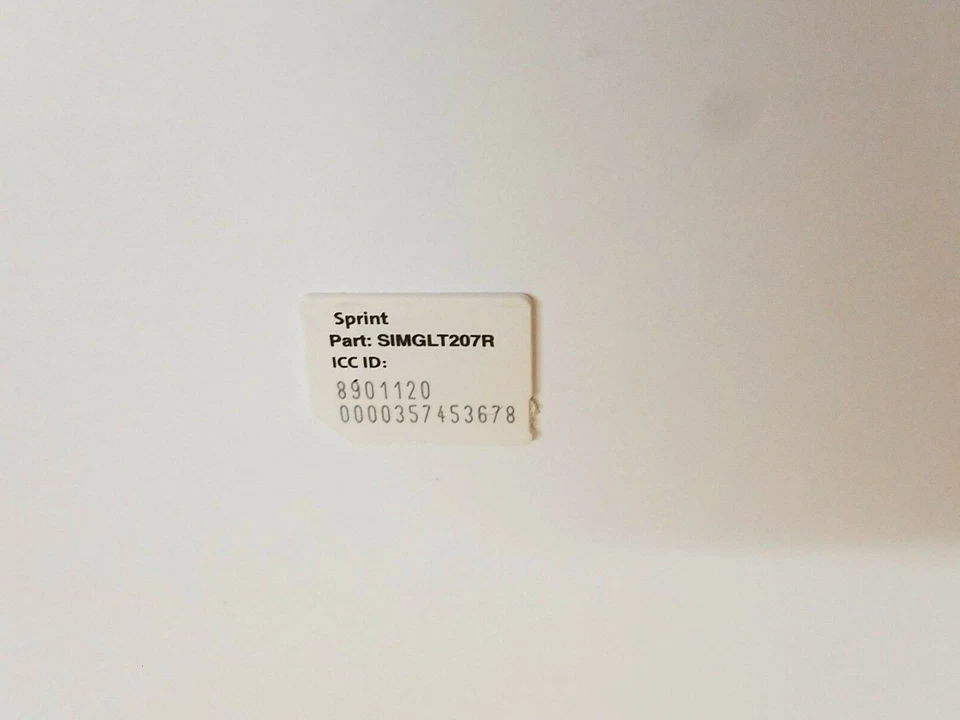 Sprint
Part: SIMGLT207R
ICC ID:
8901120
0000357453678